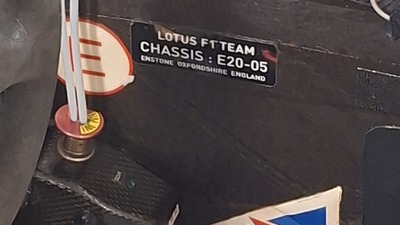 LOTUS F1 TEAM
CHASSIS : E20-05
ENSTONE OXFORDSHIRE ENGLAND
E